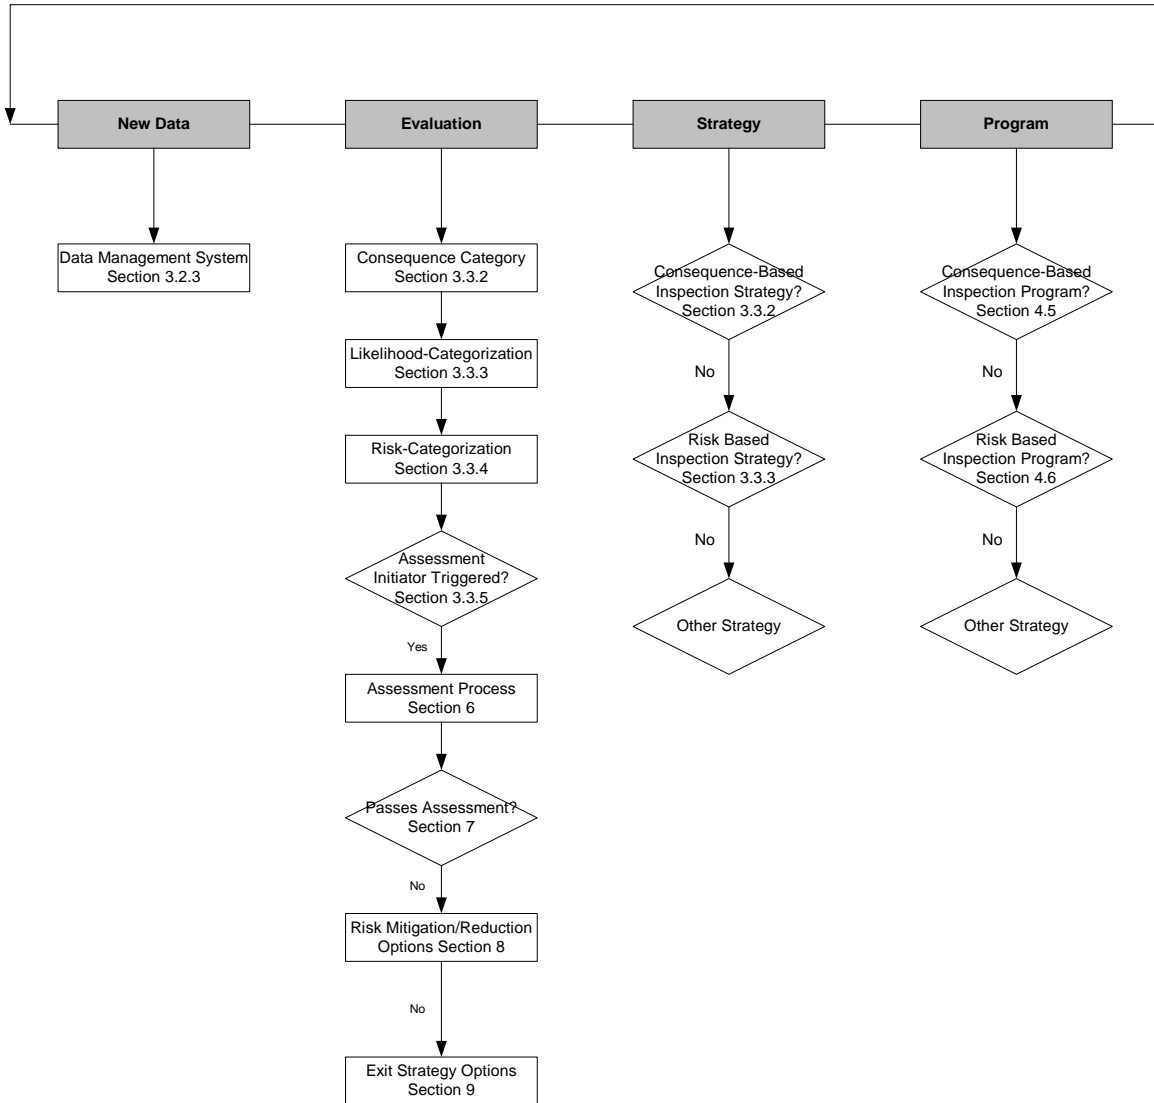 New Data
Evaluation
Strategy
Program
Data Management System
Section 3.2.3
Consequence Category
Section 3.3.2
Likelihood-Categorization
Section 3.3.3
Risk-Categorization
Section 3.3.4
Assessment
Initiator Triggered?
Section 3.3.5
Yes
Assessment Process
Section 6
Passes Assessment?
Section 7
No
Risk Mitigation/Reduction
Options Section 8
No
Exit Strategy Options
Section 9
Consequence-Based
Inspection Strategy?
Section 3.3.2
No
Risk Based
Inspection Strategy?
Section 3.3.3
No
Other Strategy
Consequence-Based
Inspection Program?
Section 4.5
No
Risk Based
Inspection Program?
Section 4.6
No
Other Strategy